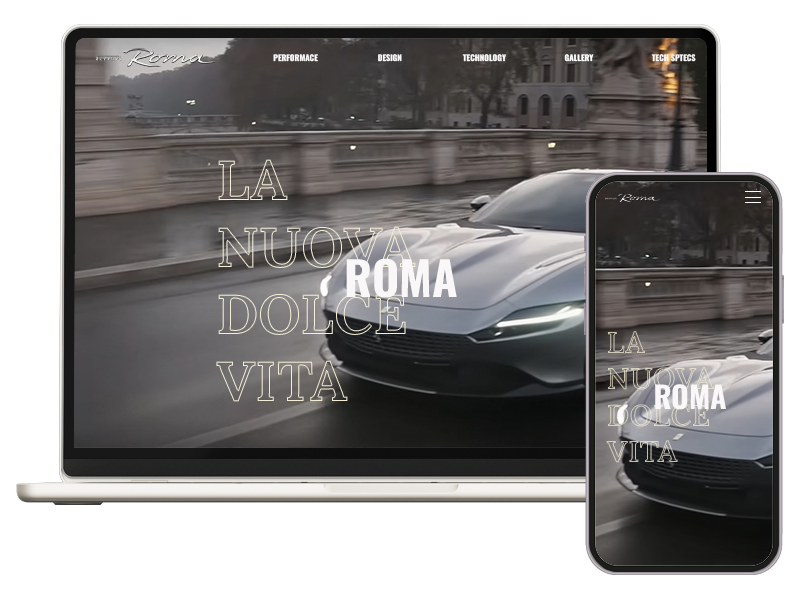 Roma
PERFORMACE
DESIGN
TECHNOLOGY
GALLERY
TECH SPTECS
LA
NUOVA
DOLCE
VITA
ROMA
Roma
LA
NUOVA
DOLCE
VITA
ROMA